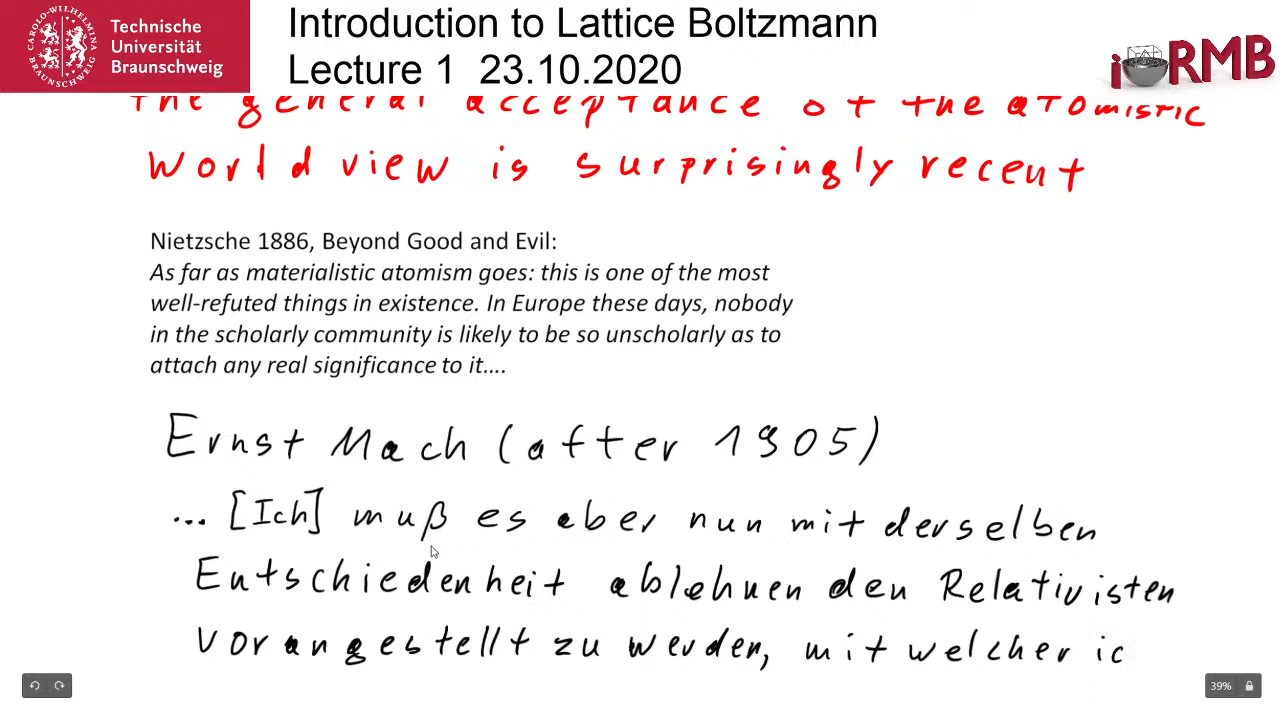 Technische
Universität
Braunschweig
CAROLO-WILHELMINA
BRAUNSCHWEIG
Introduction to Lattice Boltzmann
Lecture 1 23.10.2020
iRMB
the general acceptance of the atomistic
world view is surprisingly recent
Nietzsche 1886, Beyond Good and Evil:
As far as materialistic atomism goes: this is one of the most
well-refuted things in existence. In Europe these days, nobody
in the scholarly community is likely to be so unscholarly as to
attach any real significance to it....
Ernst Mach (after 1905)
... [Ich] muß es aber nun mit derselben
Entschiedenheit ablehnen den Relativisten
vorangestellt zu werden, mit welcher ic
39%